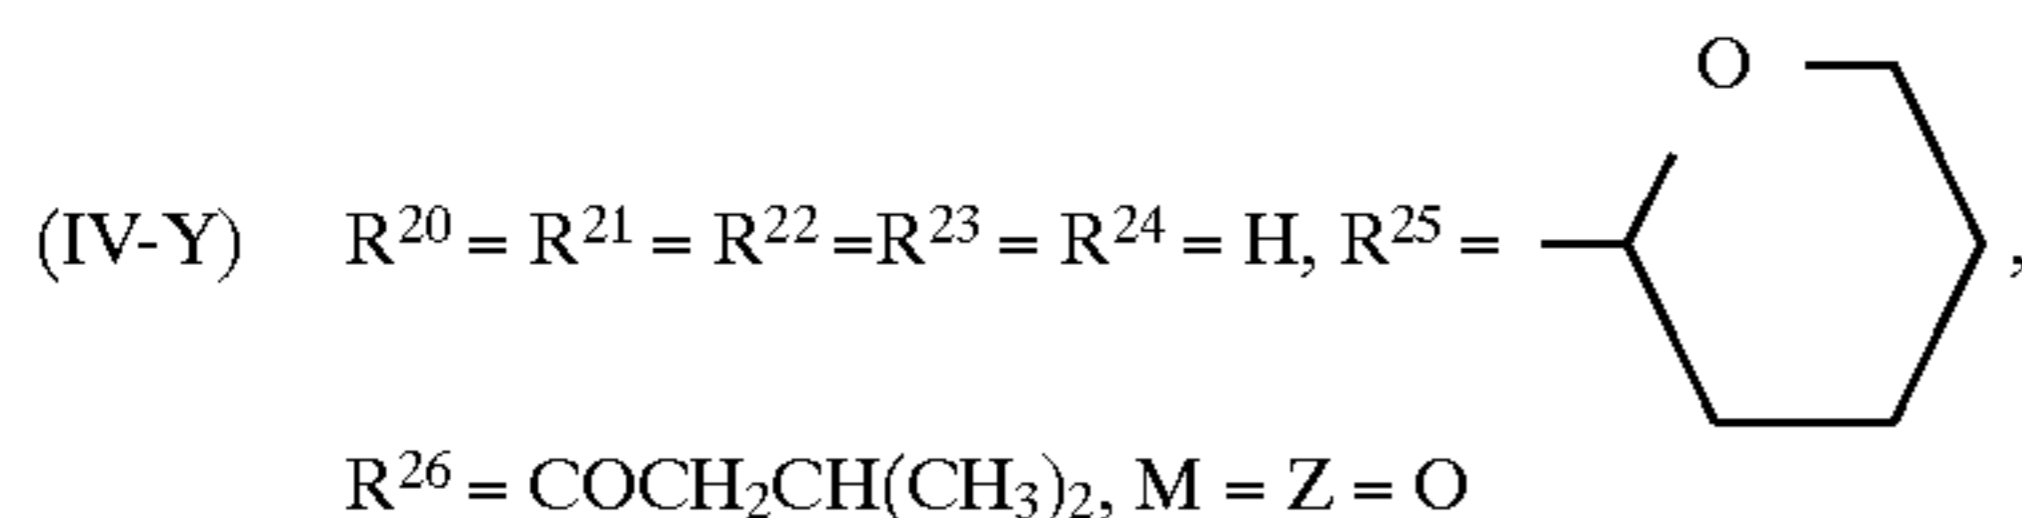 O
(IV-Y) R²⁰ = R²¹ = R²² =R²³ = R²⁴ = H, R²⁵ = ,
R²⁶ = COCH₂CH(CH₃)₂, M = Z = O